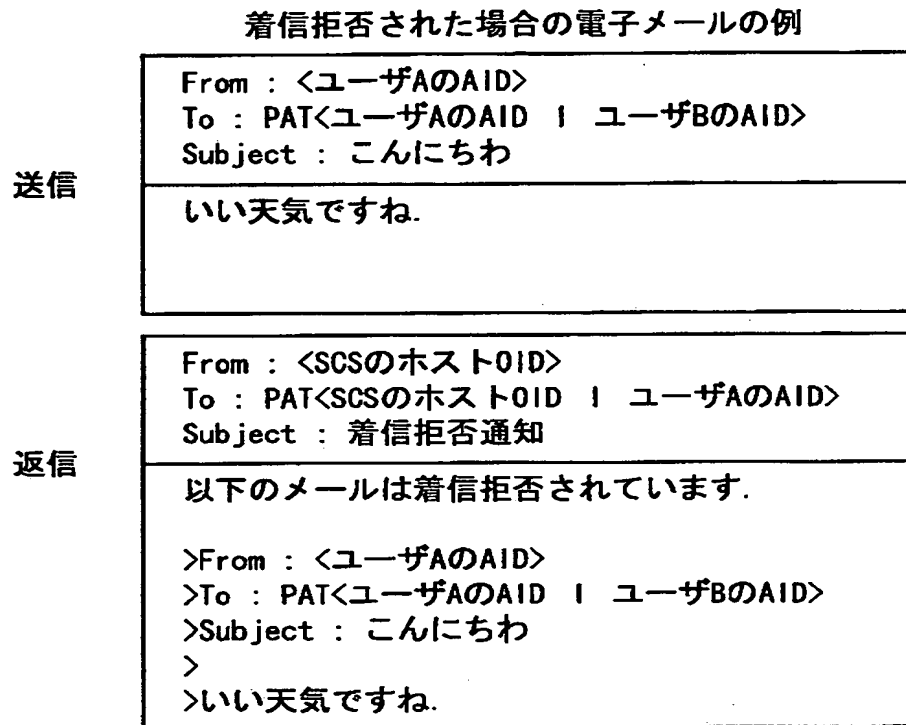 着信拒否された場合の電子メールの例
送信
From : <ユーザAのAID>
To : PAT<ユーザAのAID | ユーザBのAID>
Subject : こんにちわ
いい天気ですね.
返信
From : <SCSのホストOID>
To : PAT<SCSのホストOID | ユーザAのAID>
Subject : 着信拒否通知
以下のメールは着信拒否されています.
>From : <ユーザAのAID>
>To : PAT<ユーザAのAID | ユーザBのAID>
>Subject : こんにちわ
>
>いい天気ですね.